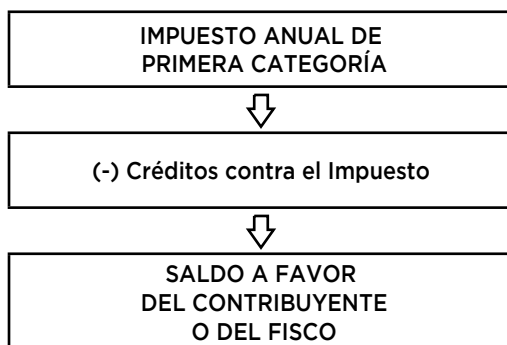 IMPUESTO ANUAL DE
PRIMERA CATEGORÍA
(-) Créditos contra el Impuesto
SALDO A FAVOR
DEL CONTRIBUYENTE
O DEL FISCO